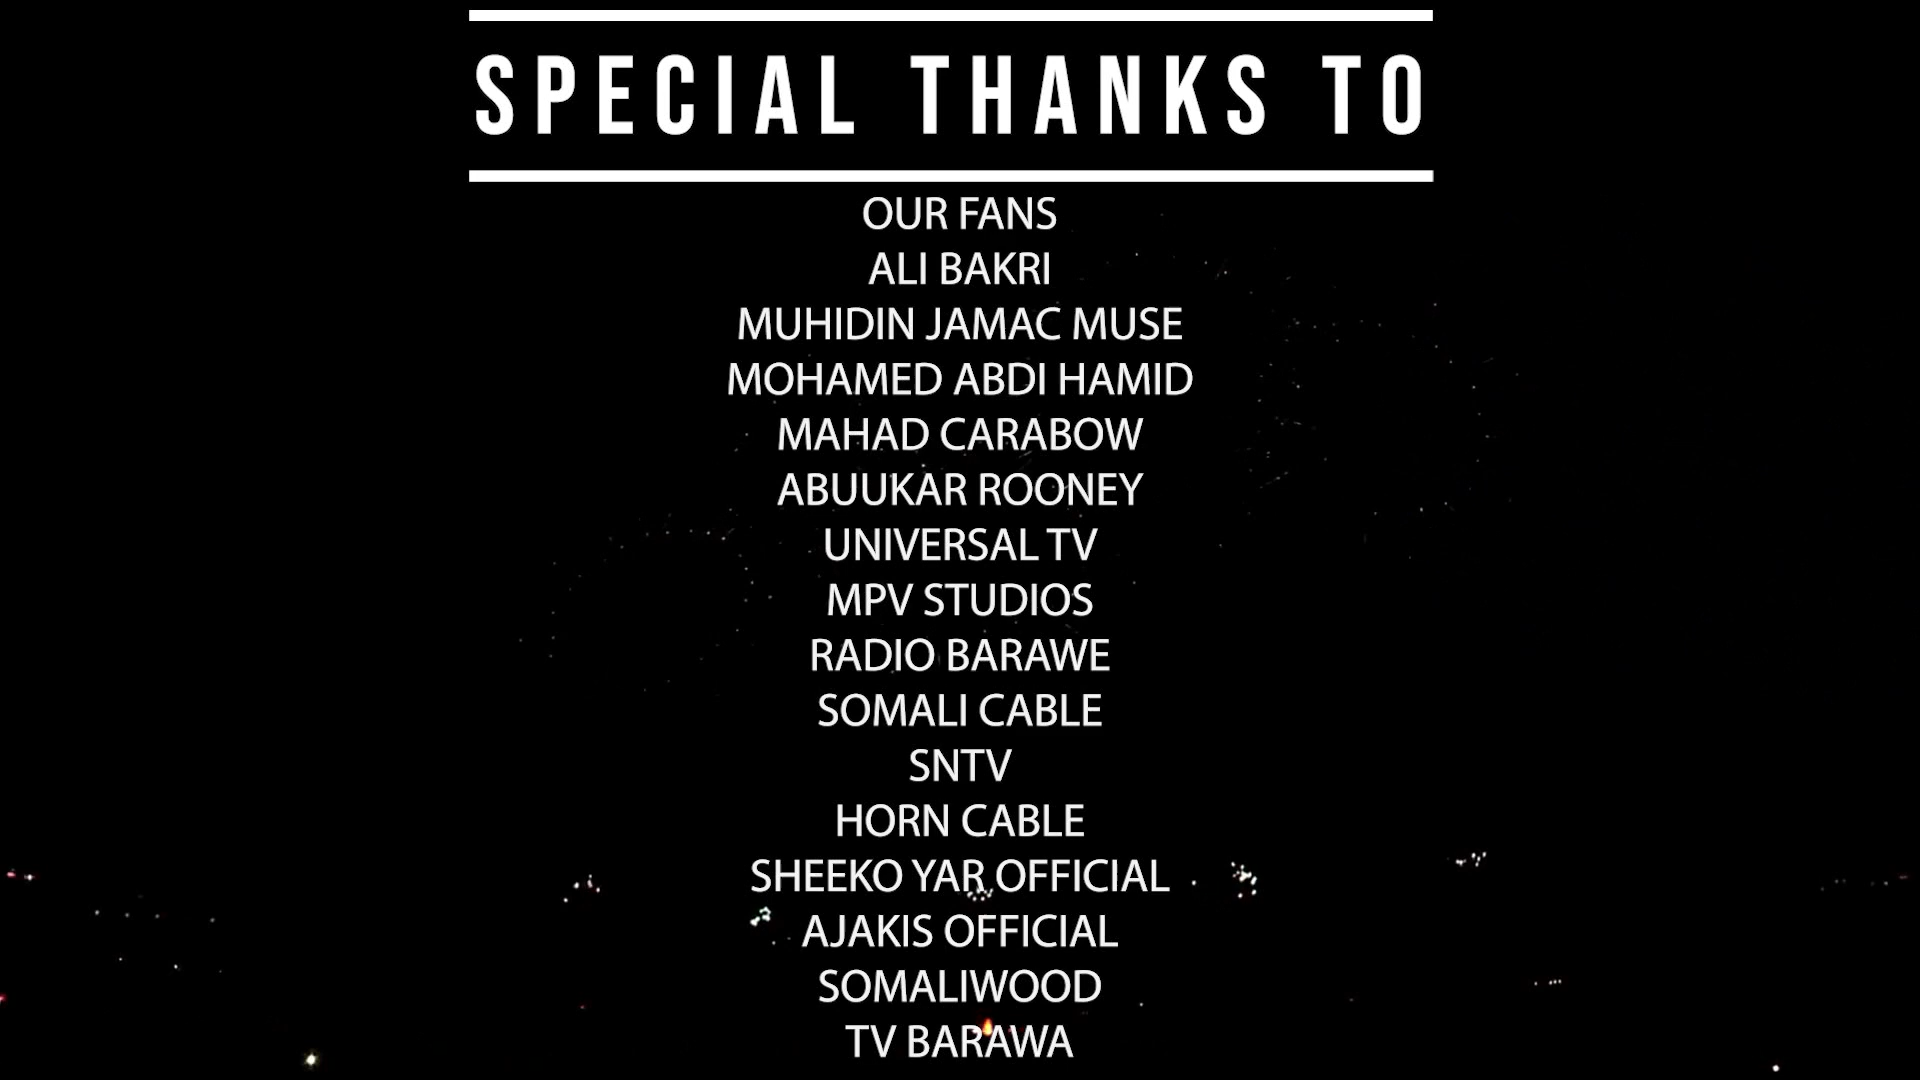 SPECIAL THANKS TO
OUR FANS
ALI BAKRI
MUHIDIN JAMAC MUSE
MOHAMED ABDI HAMID
MAHAD CARABOW
ABUUKAR ROONEY
UNIVERSAL TV
MPV STUDIOS
RADIO BARAWE
SOMALI CABLE
SNTV
HORN CABLE
SHEEKO YAR OFFICIAL
AJAKIS OFFICIAL
SOMALIWOOD
TV BARAWA